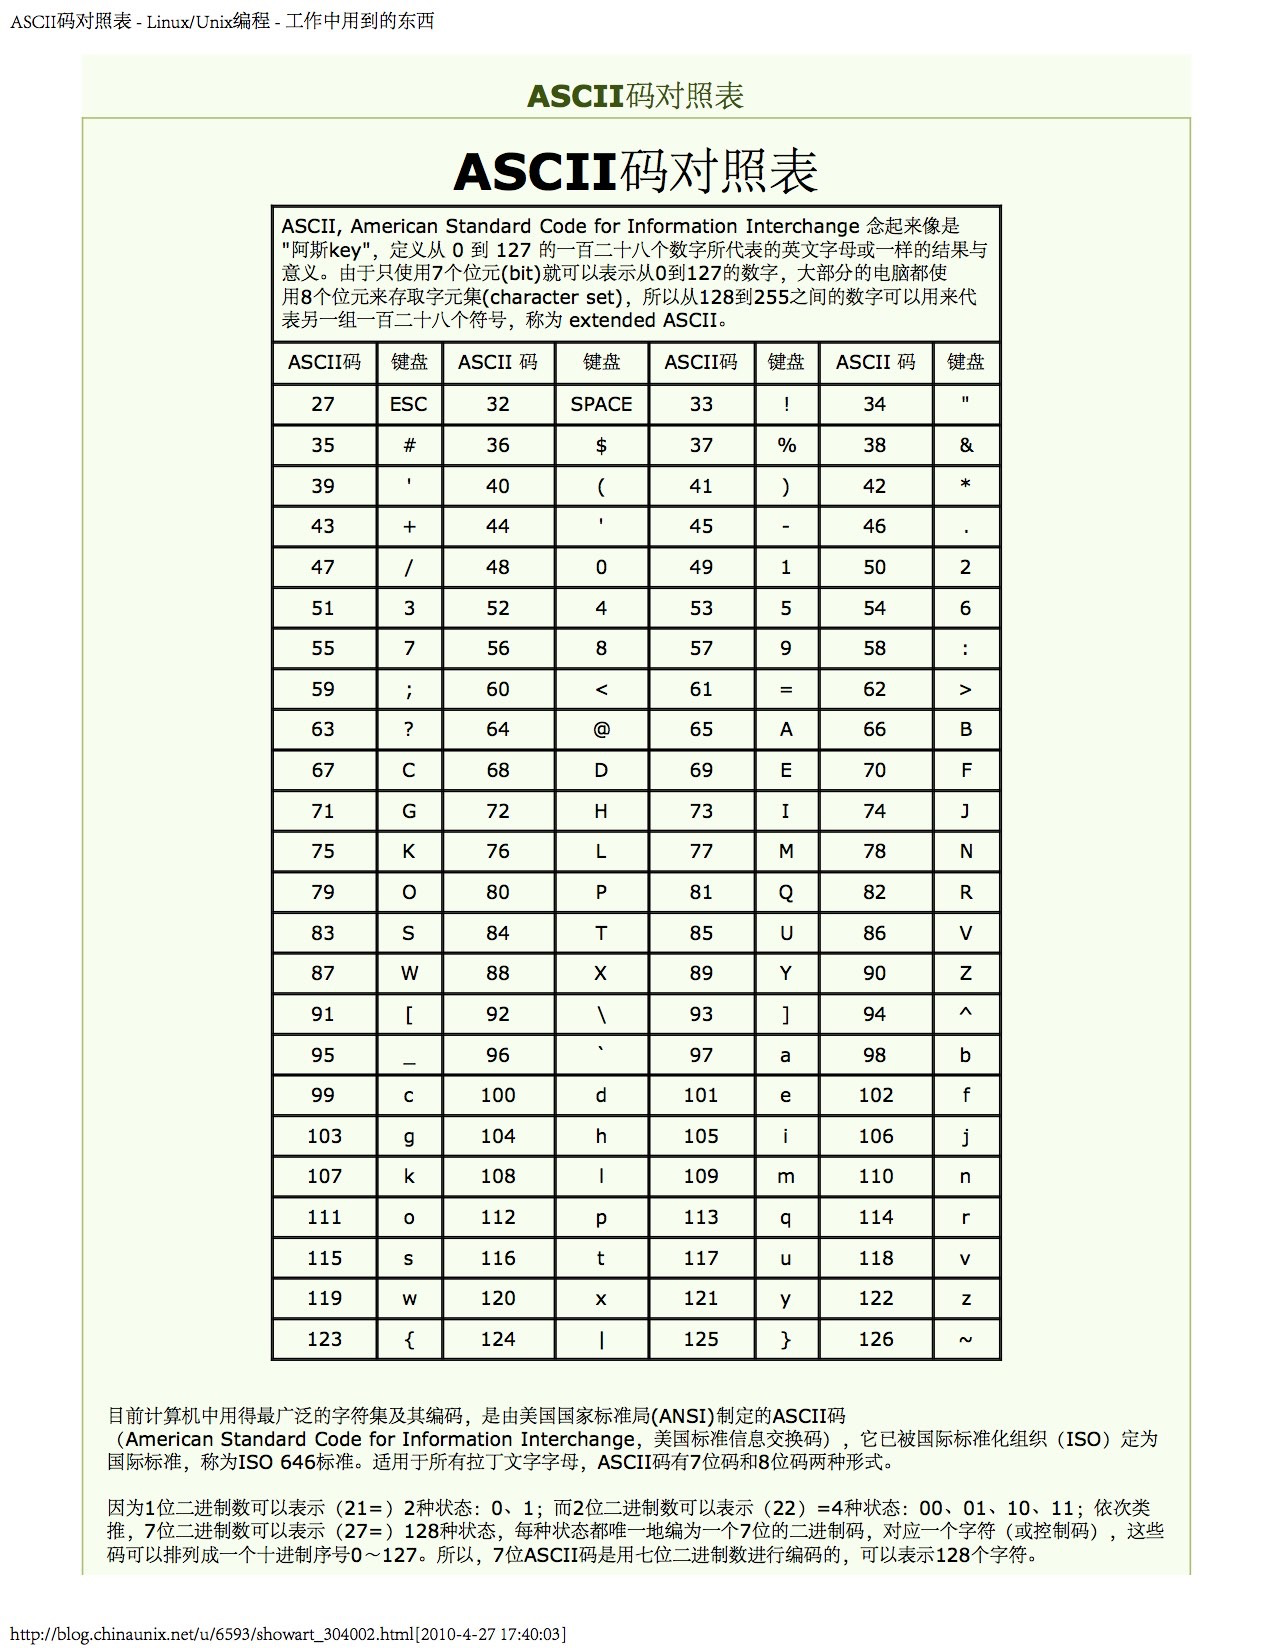 ASCII码对照表 - Linux/Unix编程 - 工作中用到的东西
ASCII码对照表
ASCII码对照表
ASCII, American Standard Code for Information Interchange 念起来像是
"阿斯key"，定义从 0 到 127 的一百二十八个数字所代表的英文字母或一样的结果与
意义。由于只使用7个位元(bit)就可以表示从0到127的数字，大部分的电脑都使
用8个位元来存取字元集(character set)，所以从128到255之间的数字可以用来代
表另一组一百二十八个符号，称为 extended ASCII。
ASCII码 键盘 ASCII 码 键盘 ASCII码 键盘 ASCII 码 键盘
27 ESC 32 SPACE 33 ! 34 "
35 # 36 $ 37 % 38 &
39 ' 40 ( 41 ) 42 *
43 + 44 ' 45 - 46 .
47 / 48 0 49 1 50 2
51 3 52 4 53 5 54 6
55 7 56 8 57 9 58 :
59 ; 60 < 61 = 62 >
63 ? 64 @ 65 A 66 B
67 C 68 D 69 E 70 F
71 G 72 H 73 I 74 J
75 K 76 L 77 M 78 N
79 O 80 P 81 Q 82 R
83 S 84 T 85 U 86 V
87 W 88 X 89 Y 90 Z
91 [ 92 \ 93 ] 94 ^
95 _ 96 ` 97 a 98 b
99 c 100 d 101 e 102 f
103 g 104 h 105 i 106 j
107 k 108 l 109 m 110 n
111 o 112 p 113 q 114 r
115 s 116 t 117 u 118 v
119 w 120 x 121 y 122 z
123 { 124 | 125 } 126 ~
目前计算机中用得最广泛的字符集及其编码，是由美国国家标准局(ANSI)制定的ASCII码
（American Standard Code for Information Interchange，美国标准信息交换码），它已被国际标准化组织（ISO）定为
国际标准，称为ISO 646标准。适用于所有拉丁文字字母，ASCII码有7位码和8位码两种形式。
因为1位二进制数可以表示（21=）2种状态：0、1；而2位二进制数可以表示（22）=4种状态：00、01、10、11；依次类
推，7位二进制数可以表示（27=）128种状态，每种状态都唯一地编为一个7位的二进制码，对应一个字符（或控制码），这些
码可以排列成一个十进制序号0～127。所以，7位ASCII码是用七位二进制数进行编码的，可以表示128个字符。
http://blog.chinaunix.net/u/6593/showart_304002.html[2010-4-27 17:40:03]